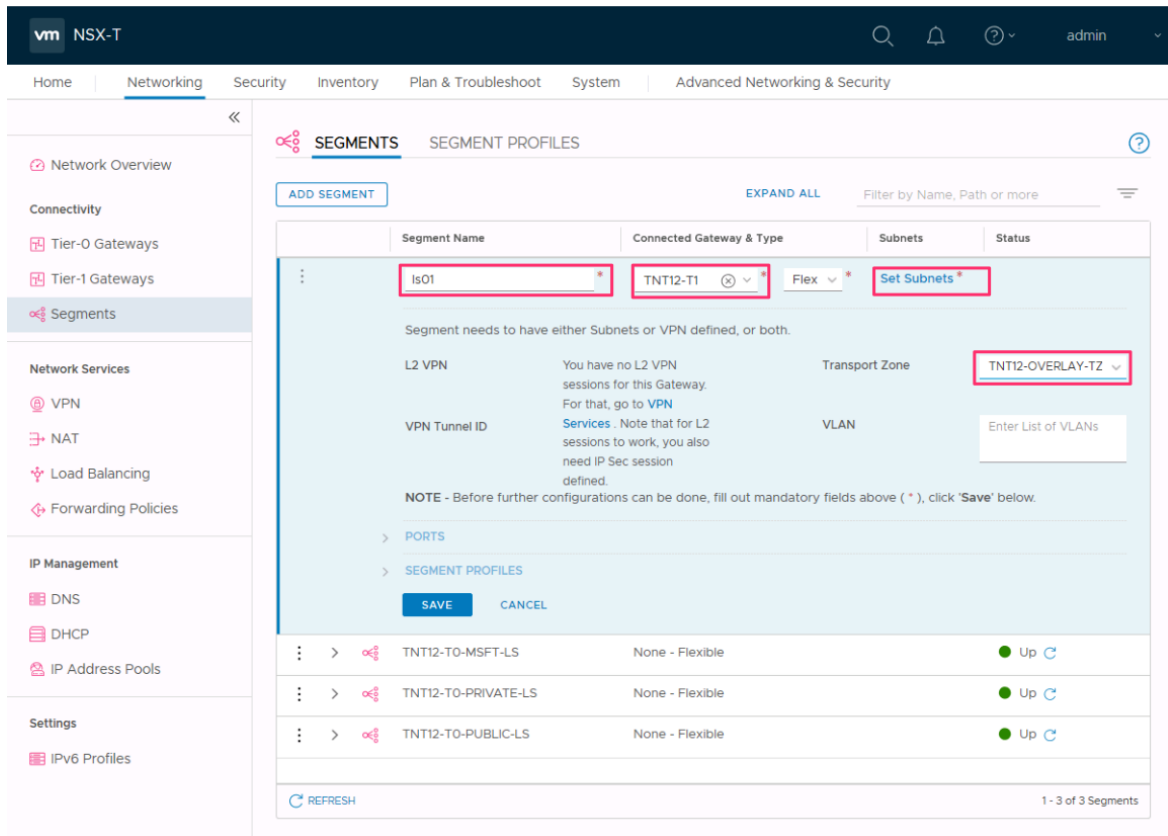 vm NSX-T admin
Home Networking Security Inventory Plan & Troubleshoot System Advanced Networking & Security
SEGMENTS SEGMENT PROFILES
Network Overview
ADD SEGMENT EXPAND ALL Filter by Name, Path or more
Connectivity
Tier-0 Gateways
Tier-1 Gateways
Segments
Network Services
VPN
NAT
Load Balancing
Forwarding Policies
IP Management
DNS
DHCP
IP Address Pools
Settings
IPv6 Profiles
Segment Name Connected Gateway & Type Subnets Status
ls01 * TNT12-T1 * Flex * Set Subnets *
Segment needs to have either Subnets or VPN defined, or both.
L2 VPN
You have no L2 VPN
sessions for this Gateway.
For that, go to VPN
Services . Note that for L2
sessions to work, you also
need IP Sec session
defined.
Transport Zone TNT12-OVERLAY-TZ
VPN Tunnel ID
VLAN Enter List of VLANs
NOTE - Before further configurations can be done, fill out mandatory fields above ( * ), click 'Save' below.
PORTS
SEGMENT PROFILES
SAVE CANCEL
TNT12-T0-MSFT-LS None - Flexible Up
TNT12-T0-PRIVATE-LS None - Flexible Up
TNT12-T0-PUBLIC-LS None - Flexible Up
REFRESH 1 - 3 of 3 Segments